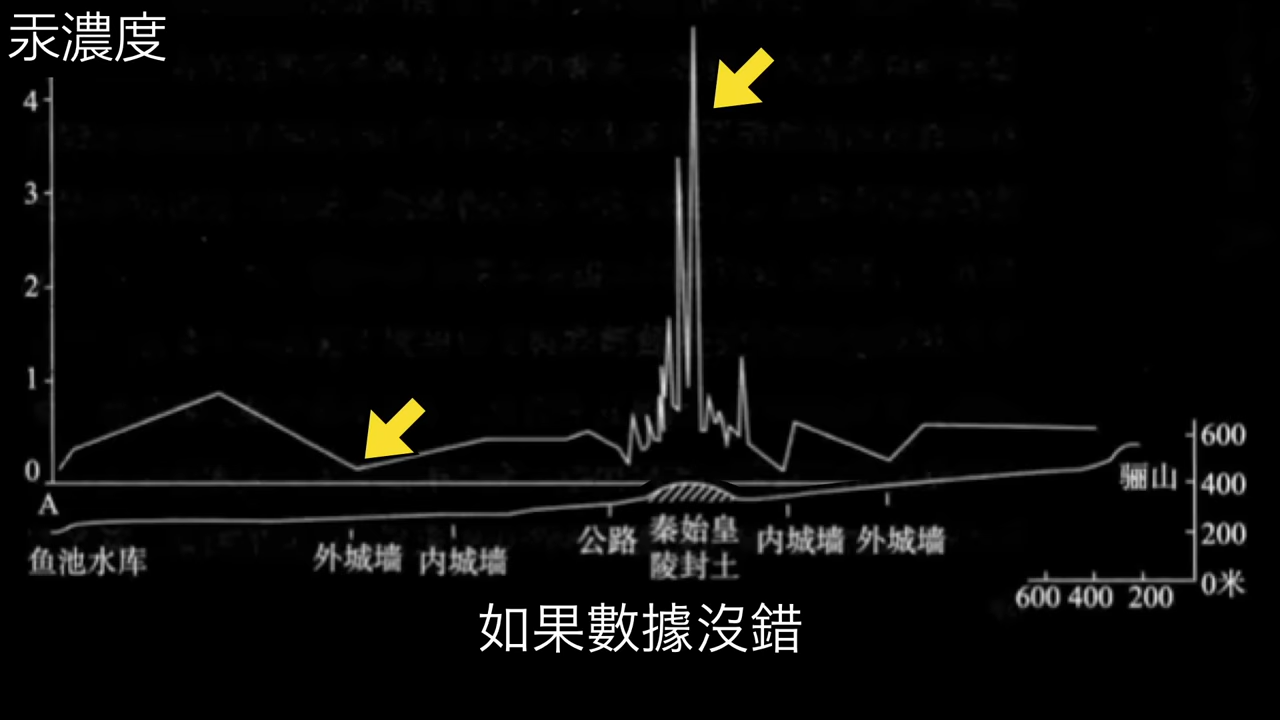 汞濃度
4
3
2
1
0
A
600
400
200
0米
骊山
鱼池水库
外城墙
内城墙
公路
秦始皇
陵封土
内城墙
外城墙
600 400 200
如果數據沒錯